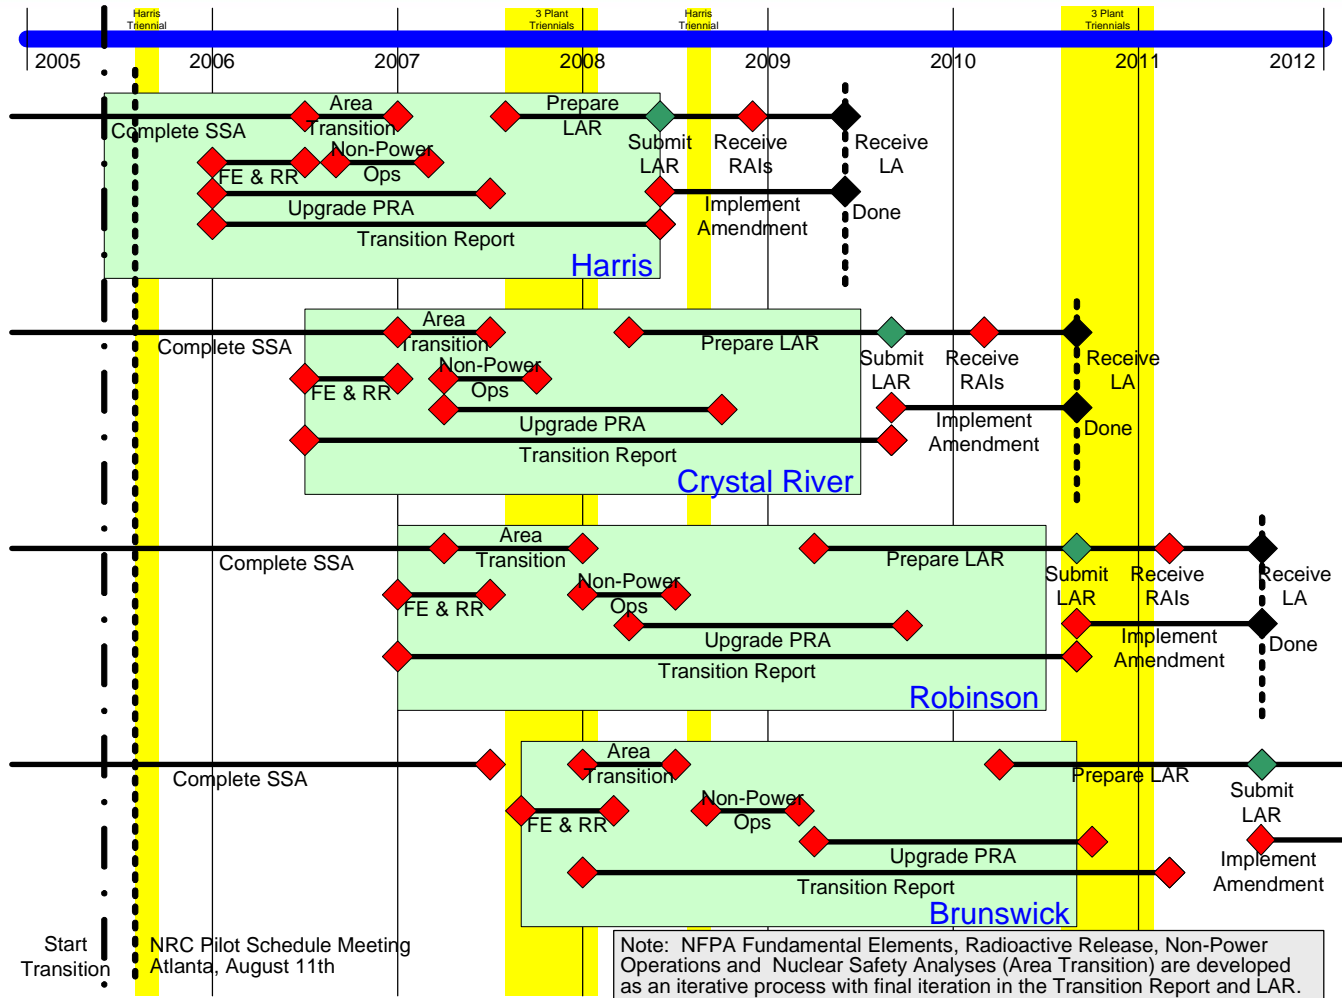 Harris
Triennial
3 Plant
Triennials
Harris
Triennial
3 Plant
Triennials
2005
2006
2007
2008
2009
2010
2011
2012
Complete SSA
Area
Transition
Prepare
LAR
Submit
LAR
Receive
RAIs
Receive
LA
FE & RR
Non-Power
Ops
Upgrade PRA
Implement
Amendment
Done
Transition Report
Harris
Complete SSA
Area
Transition
Prepare LAR
Submit
LAR
Receive
RAIs
Receive
LA
FE & RR
Non-Power
Ops
Upgrade PRA
Implement
Amendment
Done
Transition Report
Crystal River
Complete SSA
Area
Transition
Prepare LAR
Submit
LAR
Receive
RAIs
Receive
LA
FE & RR
Non-Power
Ops
Upgrade PRA
Implement
Amendment
Done
Transition Report
Robinson
Complete SSA
Area
Transition
Prepare LAR
Submit
LAR
FE & RR
Non-Power
Ops
Upgrade PRA
Implement
Amendment
Transition Report
Brunswick
Start
Transition
NRC Pilot Schedule Meeting
Atlanta, August 11th
Note:  NFPA Fundamental Elements, Radioactive Release, Non-Power
Operations and  Nuclear Safety Analyses (Area Transition) are developed
as an iterative process with final iteration in the Transition Report and LAR.